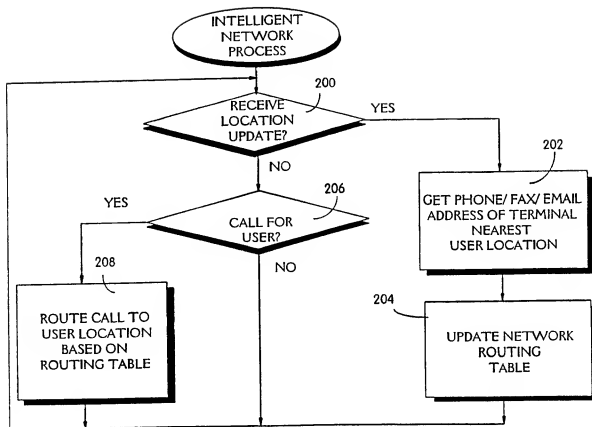 INTELLIGENT
NETWORK
PROCESS
200
RECEIVE
LOCATION
UPDATE?
YES
NO
202
GET PHONE/ FAX/ EMAIL
ADDRESS OF TERMINAL
NEAREST
USER LOCATION
206
YES
CALL FOR
USER?
NO
208
ROUTE CALL TO
USER LOCATION
BASED ON
ROUTING TABLE
204
UPDATE NETWORK
ROUTING
TABLE